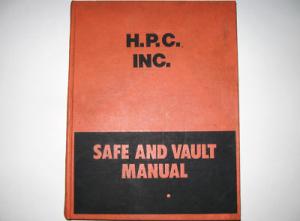 H.P.C.
INC.
SAFE AND VAULT
MANUAL